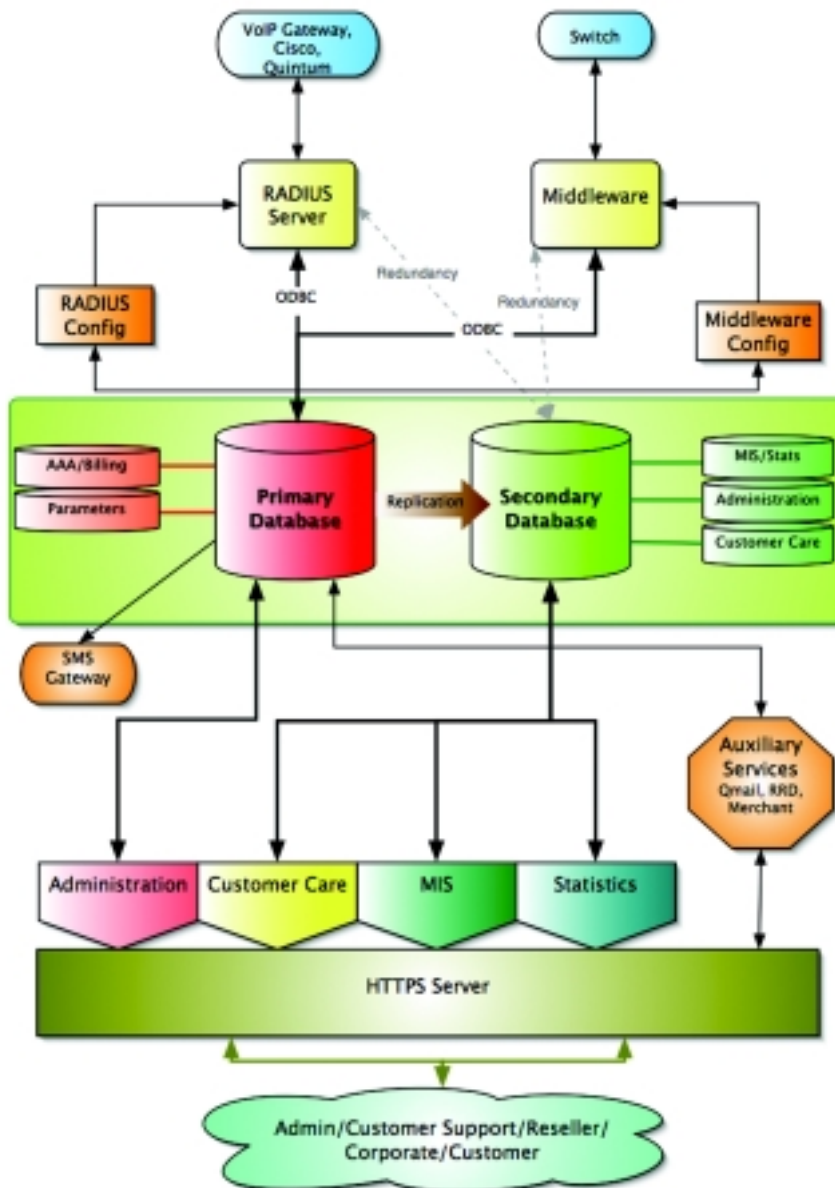 VoIP Gateway,
Cisco,
Quintum
Switch
RADIUS
Server
Middleware
Redundancy
Redundancy
ODBC
ODBC
RADIUS
Config
Middleware
Config
AAA/Billing
Parameters
Primary
Database
Replication
Secondary
Database
MIS/Stats
Administration
Customer Care
SMS
Gateway
Auxiliary
Services
Qmail, RRD,
Merchant
Administration
Customer Care
MIS
Statistics
HTTPS Server
Admin/Customer Support/Reseller/
Corporate/Customer